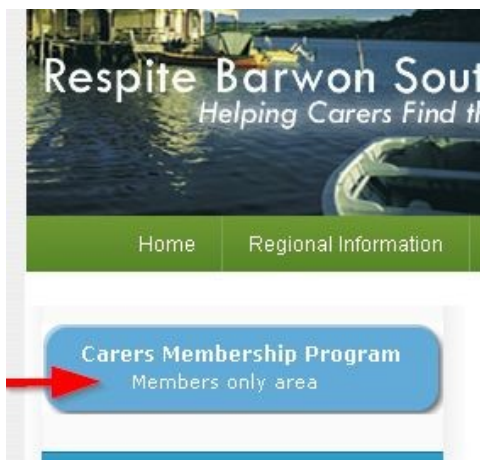 Respite Barwon Sout
Helping Carers Find th
Home Regional Information
Carers Membership Program
Members only area